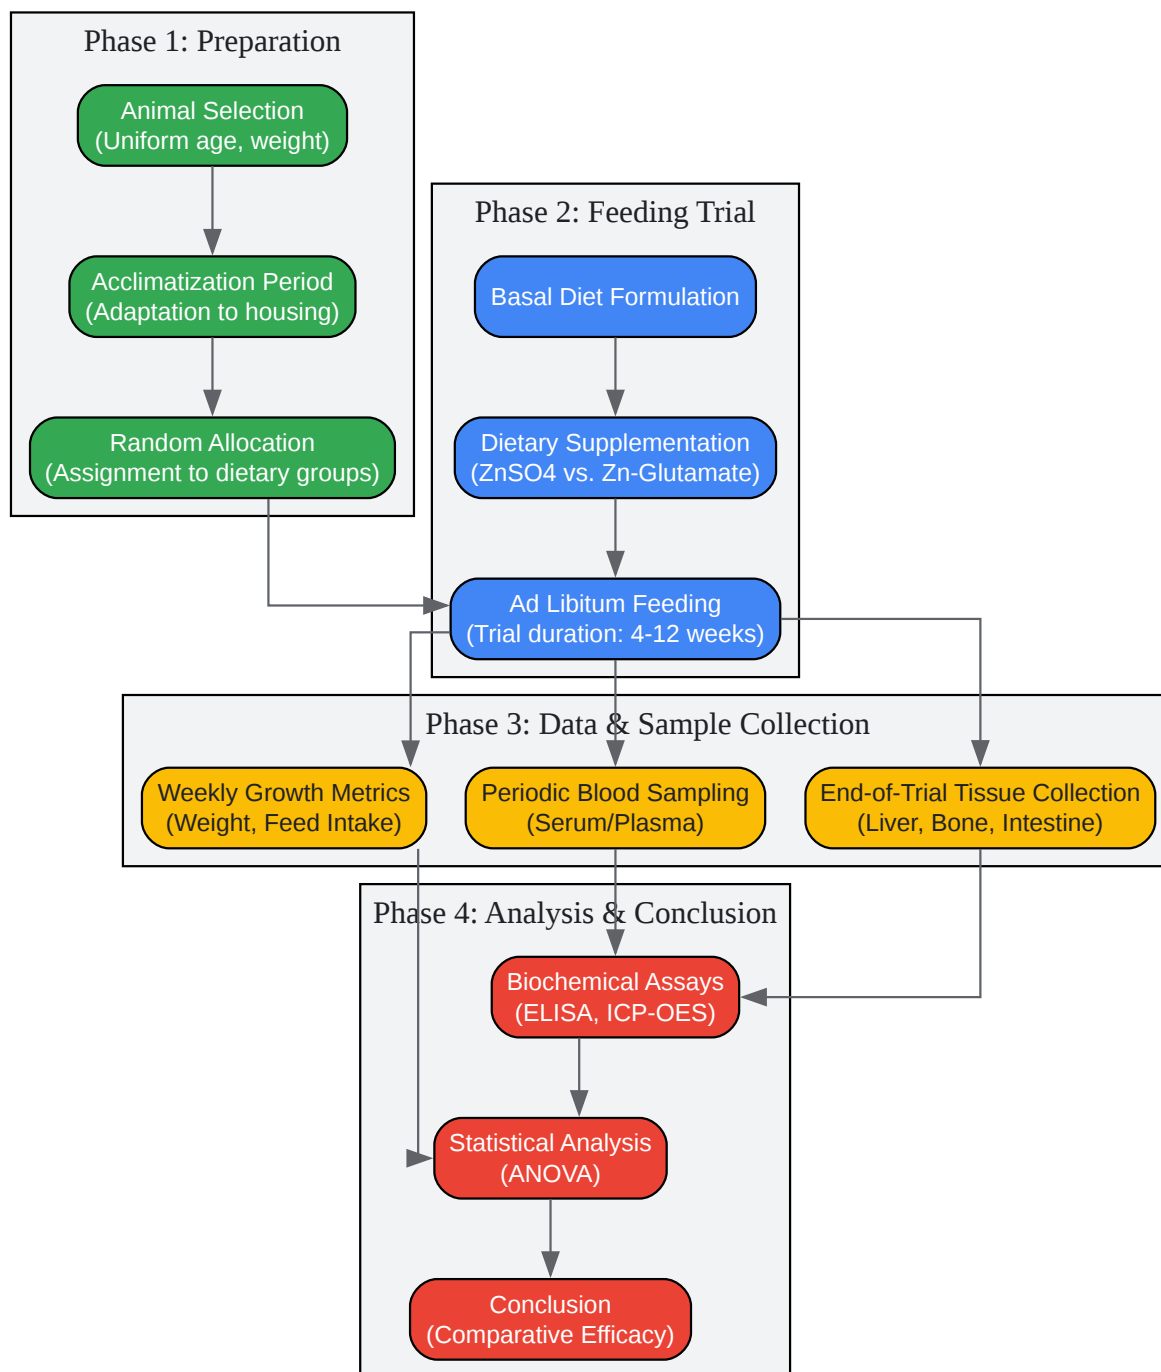 Phase 1: Preparation
Animal Selection
(Uniform age, weight)
Acclimatization Period
(Adaptation to housing)
Random Allocation
(Assignment to dietary groups)
Phase 2: Feeding Trial
Basal Diet Formulation
Dietary Supplementation
(ZnSO4 vs. Zn-Glutamate)
Ad Libitum Feeding
(Trial duration: 4-12 weeks)
Phase 3: Data & Sample Collection
Weekly Growth Metrics
(Weight, Feed Intake)
Periodic Blood Sampling
(Serum/Plasma)
End-of-Trial Tissue Collection
(Liver, Bone, Intestine)
Phase 4: Analysis & Conclusion
Biochemical Assays
(ELISA, ICP-OES)
Statistical Analysis
(ANOVA)
Conclusion
(Comparative Efficacy)